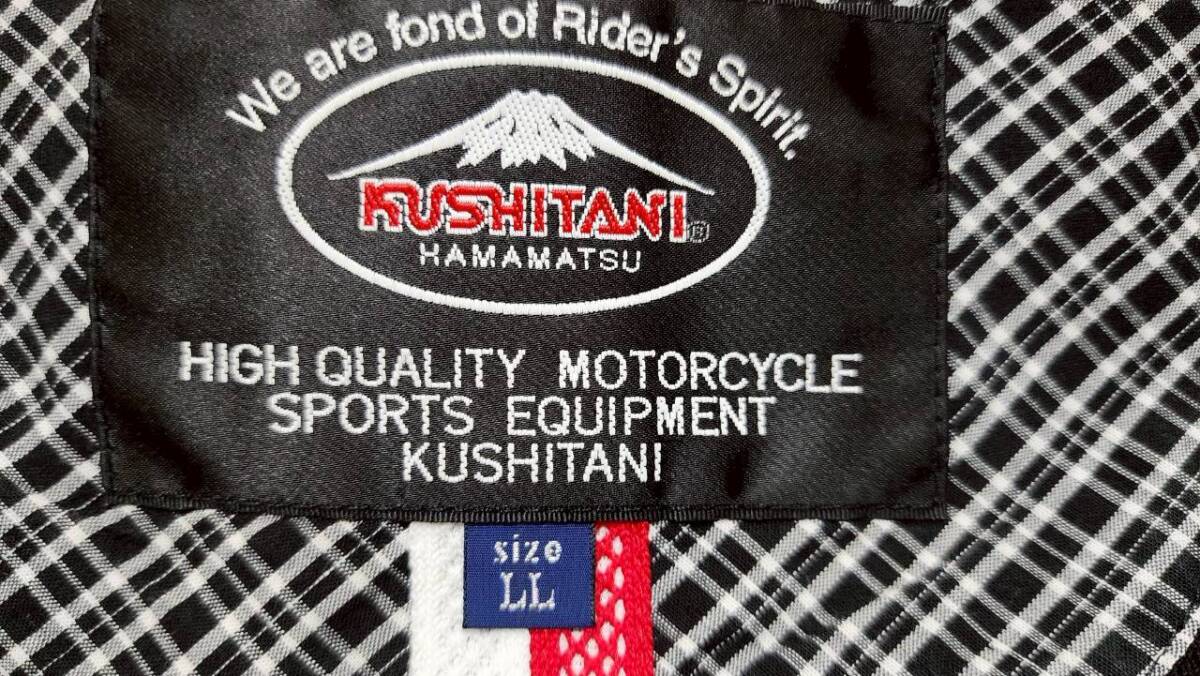 We are fond of Rider's Spirit.
KUSHITANI®
HAMAMATSU
HIGH QUALITY MOTORCYCLE
SPORTS EQUIPMENT
KUSHITANI
size
LL